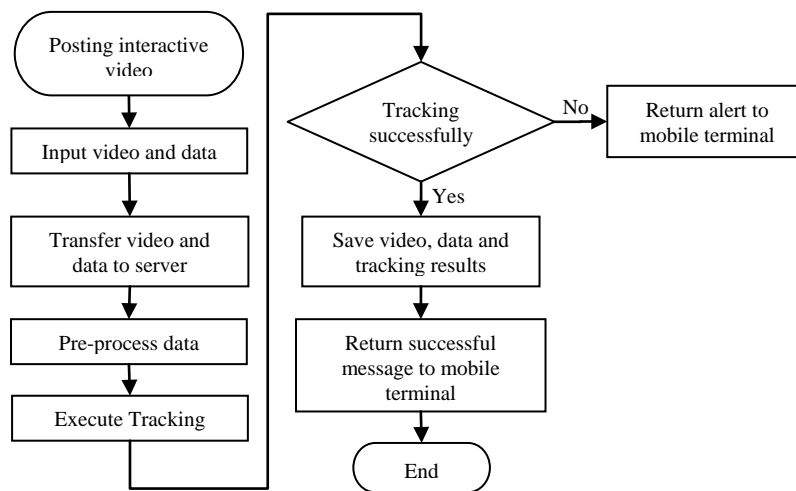 Posting interactive
video
Input video and data
Transfer video and
data to server
Pre-process data
Execute Tracking
Tracking
successfully
No
Return alert to
mobile terminal
Yes
Save video, data and
tracking results
Return successful
message to mobile
terminal
End